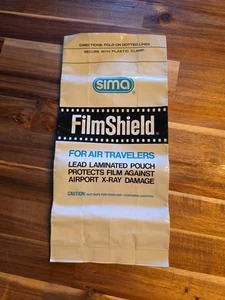 DIRECTIONS: FOLD ON DOTTED LINES
SECURE WITH PLASTIC CLAMP.
sima
FilmShield
FOR AIR TRAVELERS
LEAD LAMINATED POUCH
PROTECTS FILM AGAINST
AIRPORT X-RAY DAMAGE
CAUTION: